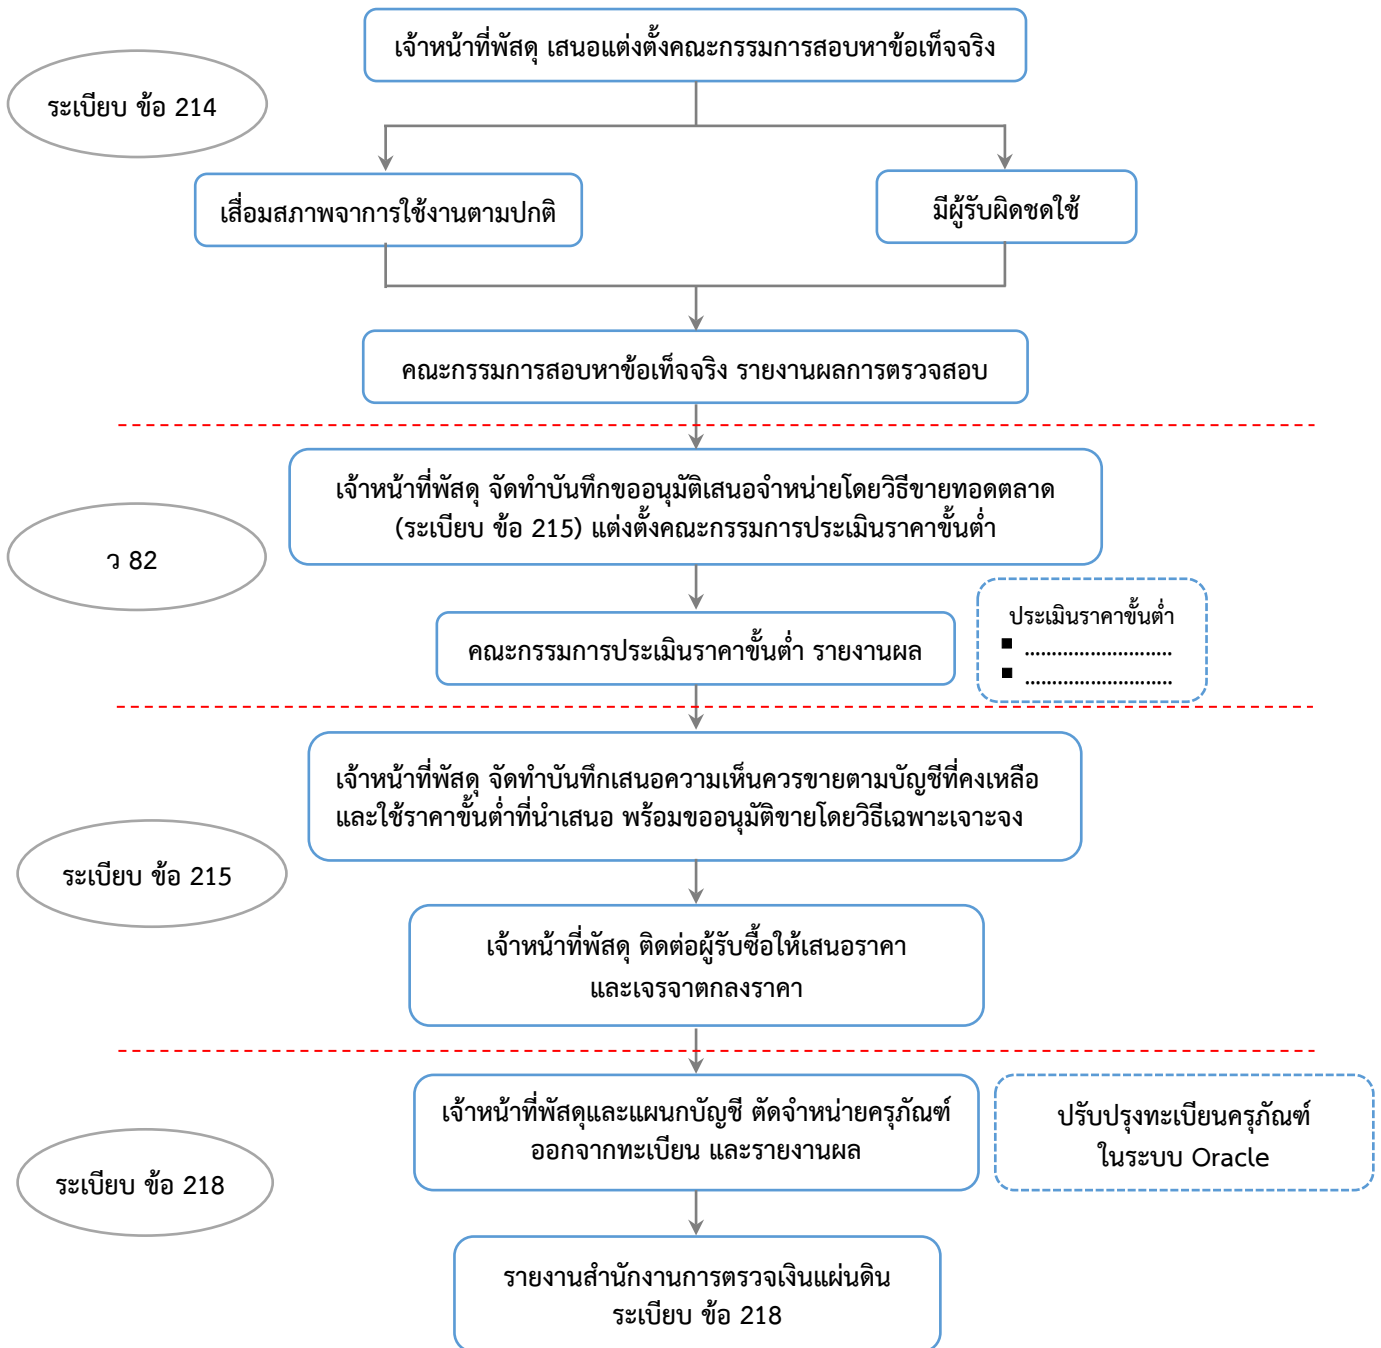 เจ้าหน้าที่พัสดุ เสนอแต่งตั้งคณะกรรมการสอบหาข้อเท็จจริง
ระเบียบ ข้อ 214
เสื่อมสภาพจาการใช้งานตามปกติ
มีผู้รับผิดชดใช้
คณะกรรมการสอบหาข้อเท็จจริง รายงานผลการตรวจสอบ
เจ้าหน้าที่พัสดุ จัดทำบันทึกขออนุมัติเสนอจำหน่ายโดยวิธีขายทอดตลาด
(ระเบียบ ข้อ 215) แต่งตั้งคณะกรรมการประเมินราคาขั้นต่ำ
ว 82
คณะกรรมการประเมินราคาขั้นต่ำ รายงานผล
ประเมินราคาขั้นต่ำ
▪ ...........................
▪ ...........................
เจ้าหน้าที่พัสดุ จัดทำบันทึกเสนอความเห็นควรขายตามบัญชีที่คงเหลือ
และใช้ราคาขั้นต่ำที่นำเสนอ พร้อมขออนุมัติขายโดยวิธีเฉพาะเจาะจง
ระเบียบ ข้อ 215
เจ้าหน้าที่พัสดุ ติดต่อผู้รับซื้อให้เสนอราคา
และเจรจาตกลงราคา
เจ้าหน้าที่พัสดุและแผนกบัญชี ตัดจำหน่ายครุภัณฑ์
ออกจากทะเบียน และรายงานผล
ปรับปรุงทะเบียนครุภัณฑ์
ในระบบ Oracle
ระเบียบ ข้อ 218
รายงานสำนักงานการตรวจเงินแผ่นดิน
ระเบียบ ข้อ 218